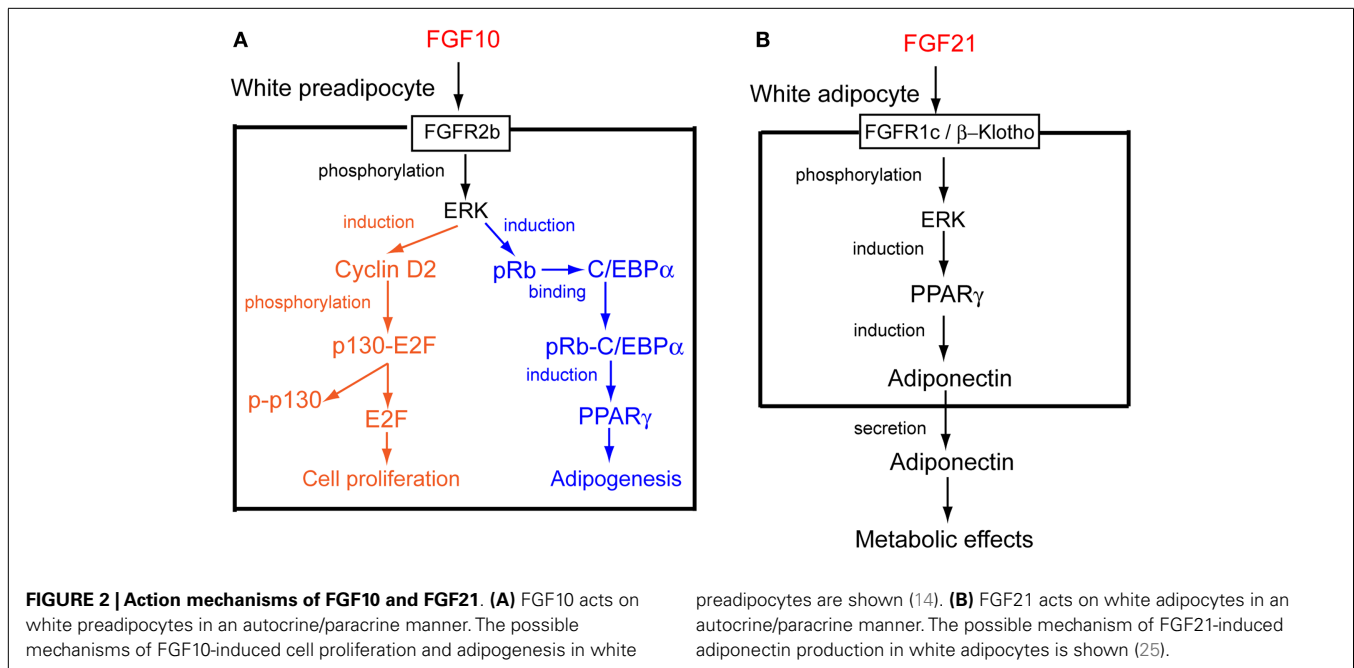 A
FGF10
White preadipocyte
FGFR2b
phosphorylation
ERK
induction
induction
Cyclin D2
pRb
C/EBPα
binding
phosphorylation
p130-E2F
pRb-C/EBPα
induction
p-p130
E2F
PPARγ
Cell proliferation
Adipogenesis
B
FGF21
White adipocyte
FGFR1c / β–Klotho
phosphorylation
ERK
induction
PPARγ
induction
Adiponectin
secretion
Adiponectin
Metabolic effects
FIGURE 2 | Action mechanisms of FGF10 and FGF21. (A) FGF10 acts on
white preadipocytes in an autocrine/paracrine manner. The possible
mechanisms of FGF10-induced cell proliferation and adipogenesis in white
preadipocytes are shown (14). (B) FGF21 acts on white adipocytes in an
autocrine/paracrine manner. The possible mechanism of FGF21-induced
adiponectin production in white adipocytes is shown (25).